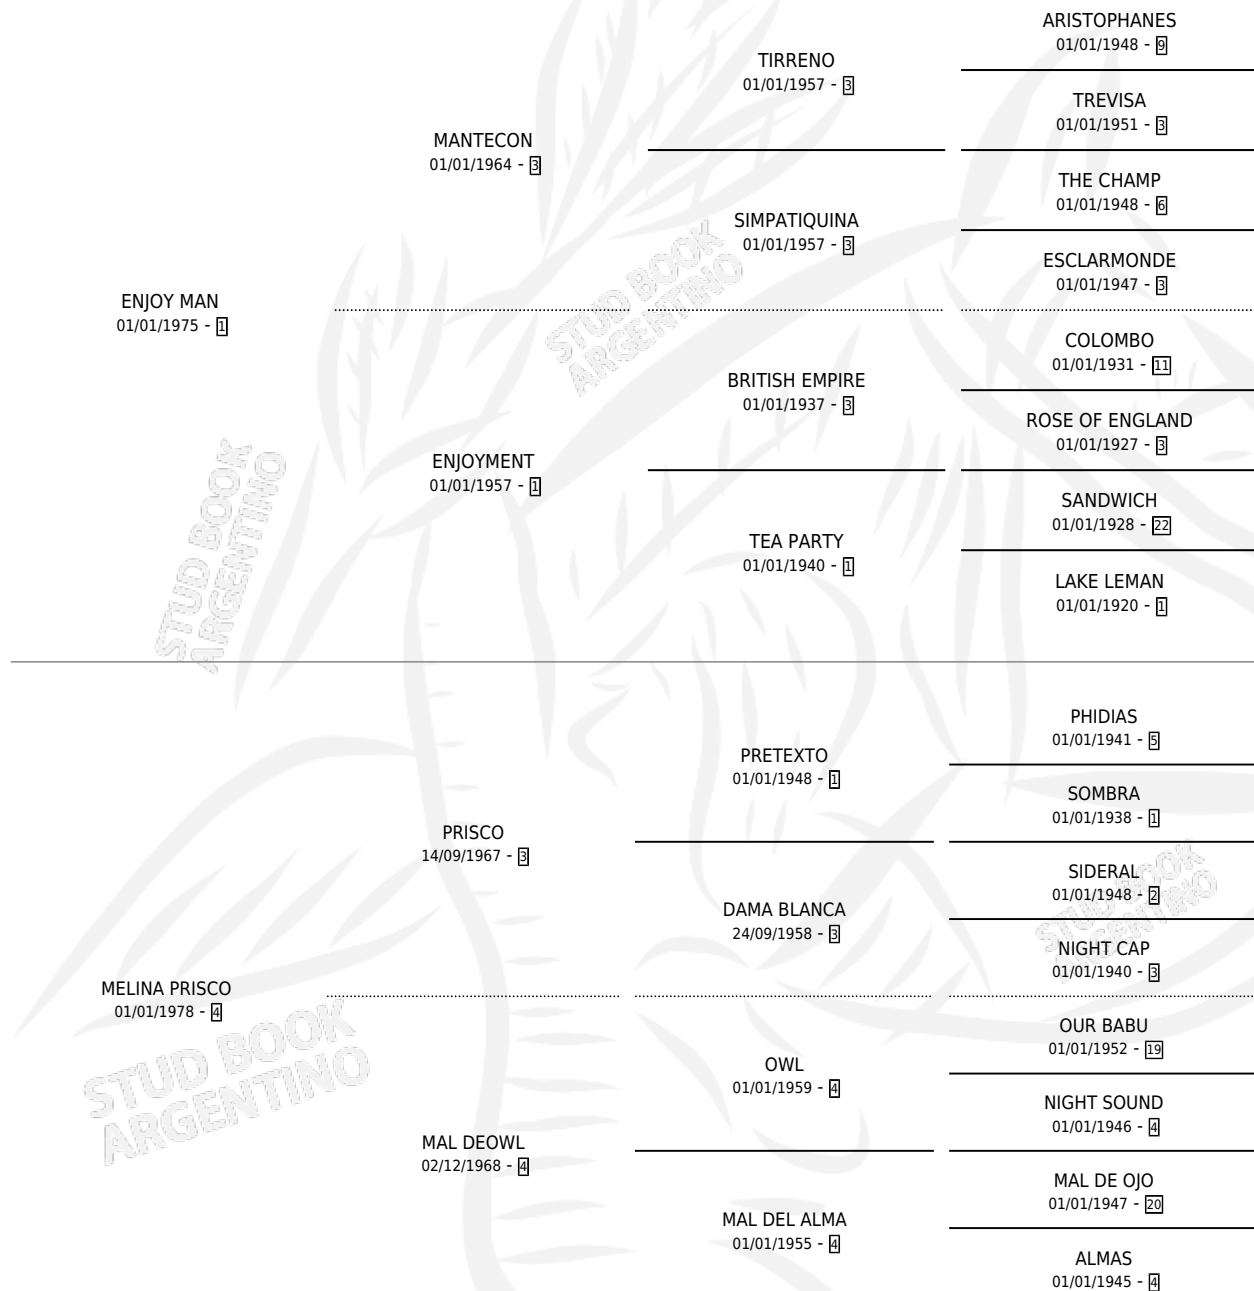 ARISTOPHANES
01/01/1948 - 9
TIRRENO
01/01/1957 - 3
TREVISA
01/01/1951 - 3
MANTECON
01/01/1964 - 3
THE CHAMP
01/01/1948 - 6
SIMPATIQUINA
01/01/1957 - 3
ESCLARMONDE
01/01/1947 - 3
ENJOY MAN
01/01/1975 - 1
COLOMBO
01/01/1931 - 11
BRITISH EMPIRE
01/01/1937 - 3
ROSE OF ENGLAND
01/01/1927 - 3
ENJOYMENT
01/01/1957 - 1
SANDWICH
01/01/1928 - 22
TEA PARTY
01/01/1940 - 1
LAKE LEMAN
01/01/1920 - 1
PHIDIAS
01/01/1941 - 5
PRETEXTO
01/01/1948 - 1
SOMBRA
01/01/1938 - 1
PRISCO
14/09/1967 - 3
SIDERAL
01/01/1948 - 2
DAMA BLANCA
24/09/1958 - 3
NIGHT CAP
01/01/1940 - 3
MELINA PRISCO
01/01/1978 - 4
OUR BABU
01/01/1952 - 19
OWL
01/01/1959 - 4
NIGHT SOUND
01/01/1946 - 4
MAL DEOWL
02/12/1968 - 4
MAL DE OJO
01/01/1947 - 20
MAL DEL ALMA
01/01/1955 - 4
ALMAS
01/01/1945 - 4
STUD BOOK
ARGENTINO
STUD BOOK
ARGENTINO
STUD BOOK
ARGENTINO
STUD BOOK
ARGENTINO